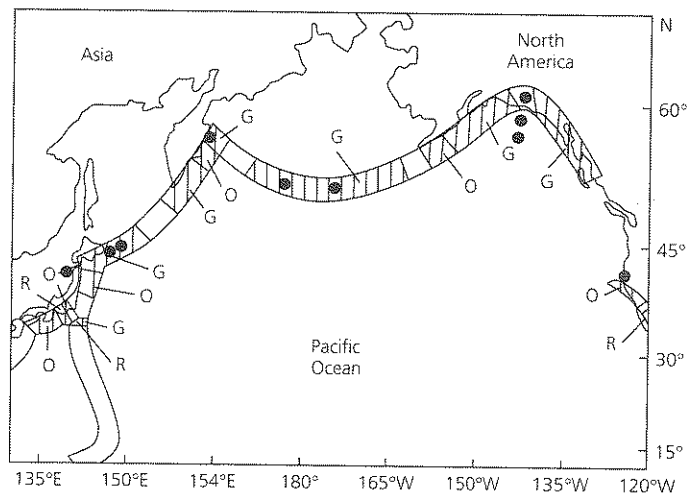 N
Asia
North
America
G
60°
G
G
O
G
O
G
G
45°
O
G
R
O
O
G
R
O
R
Pacific
Ocean
30°
15°
135°E 150°E 154°E 180° 165°W 150°W 135°W 120°W